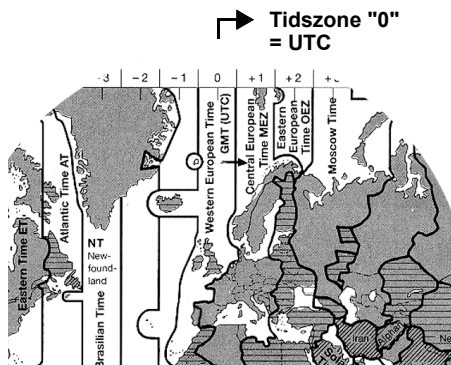 Tidszone "0"
= UTC
-3
-2
-1
0
+1
+2
Eastern Time ET
Atlantic Time AT
NT
New-
found-
land
Brasilian Time
Western European Time
GMT (UTC)
Central European
Time MEZ
Eastern
European
Time OEZ
Moscow Time
Iran